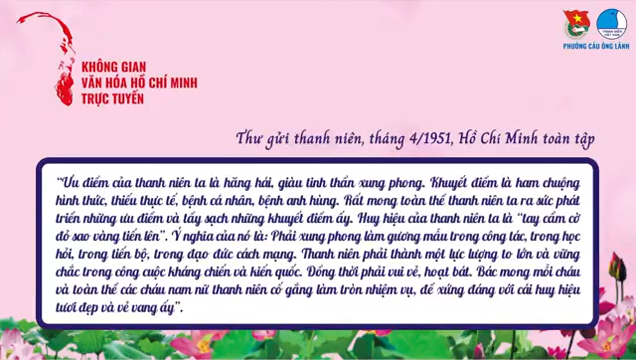 KHÔNG GIAN
VĂN HÓA HỒ CHÍ MINH
TRỰC TUYẾN
PHƯỜNG CẦU ÔNG LÃNH
Thư gửi thanh niên, tháng 4/1951, Hồ Chí Minh toàn tập
“Ưu điểm của thanh niên ta là hăng hái, giàu tinh thần xung phong. Khuyết điểm là ham chuộng
hình thức, thiếu thực tế, bệnh cá nhân, bệnh anh hùng. Rất mong toàn thể thanh niên ta ra sức phát
triển những ưu điểm và tẩy sạch những khuyết điểm ấy. Huy hiệu của thanh niên ta là “tay cầm cờ
đỏ sao vàng tiến lên”. Ý nghĩa của nó là: Phải xung phong làm gương mẫu trong công tác, trong học
hỏi, trong tiến bộ, trong đạo đức cách mạng. Thanh niên phải thành một lực lượng to lớn và vững
chắc trong công cuộc kháng chiến và kiến quốc. Đồng thời phải vui vẻ, hoạt bát. Bác mong mỗi cháu
và toàn thể các cháu nam nữ thanh niên cố gắng làm tròn nhiệm vụ, để xứng đáng với cái huy hiệu
tươi đẹp và vẻ vang ấy”.